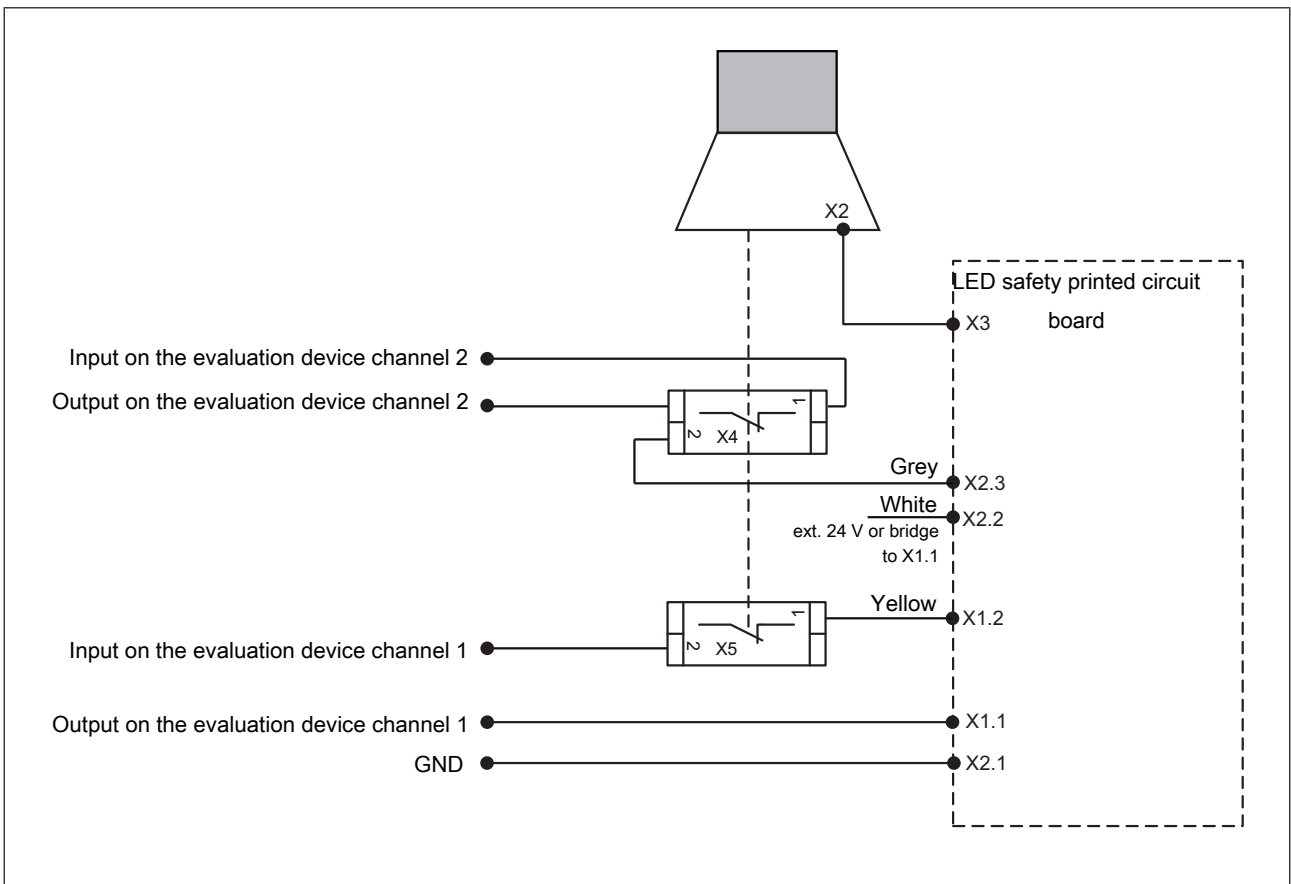 X2
LED safety printed circuit
board
X3
Input on the evaluation device channel 2
Output on the evaluation device channel 2
1
2
X4
Grey
X2.3
White
X2.2
ext. 24 V or bridge
to X1.1
1
Yellow
X1.2
2
X5
Input on the evaluation device channel 1
Output on the evaluation device channel 1
X1.1
GND
X2.1